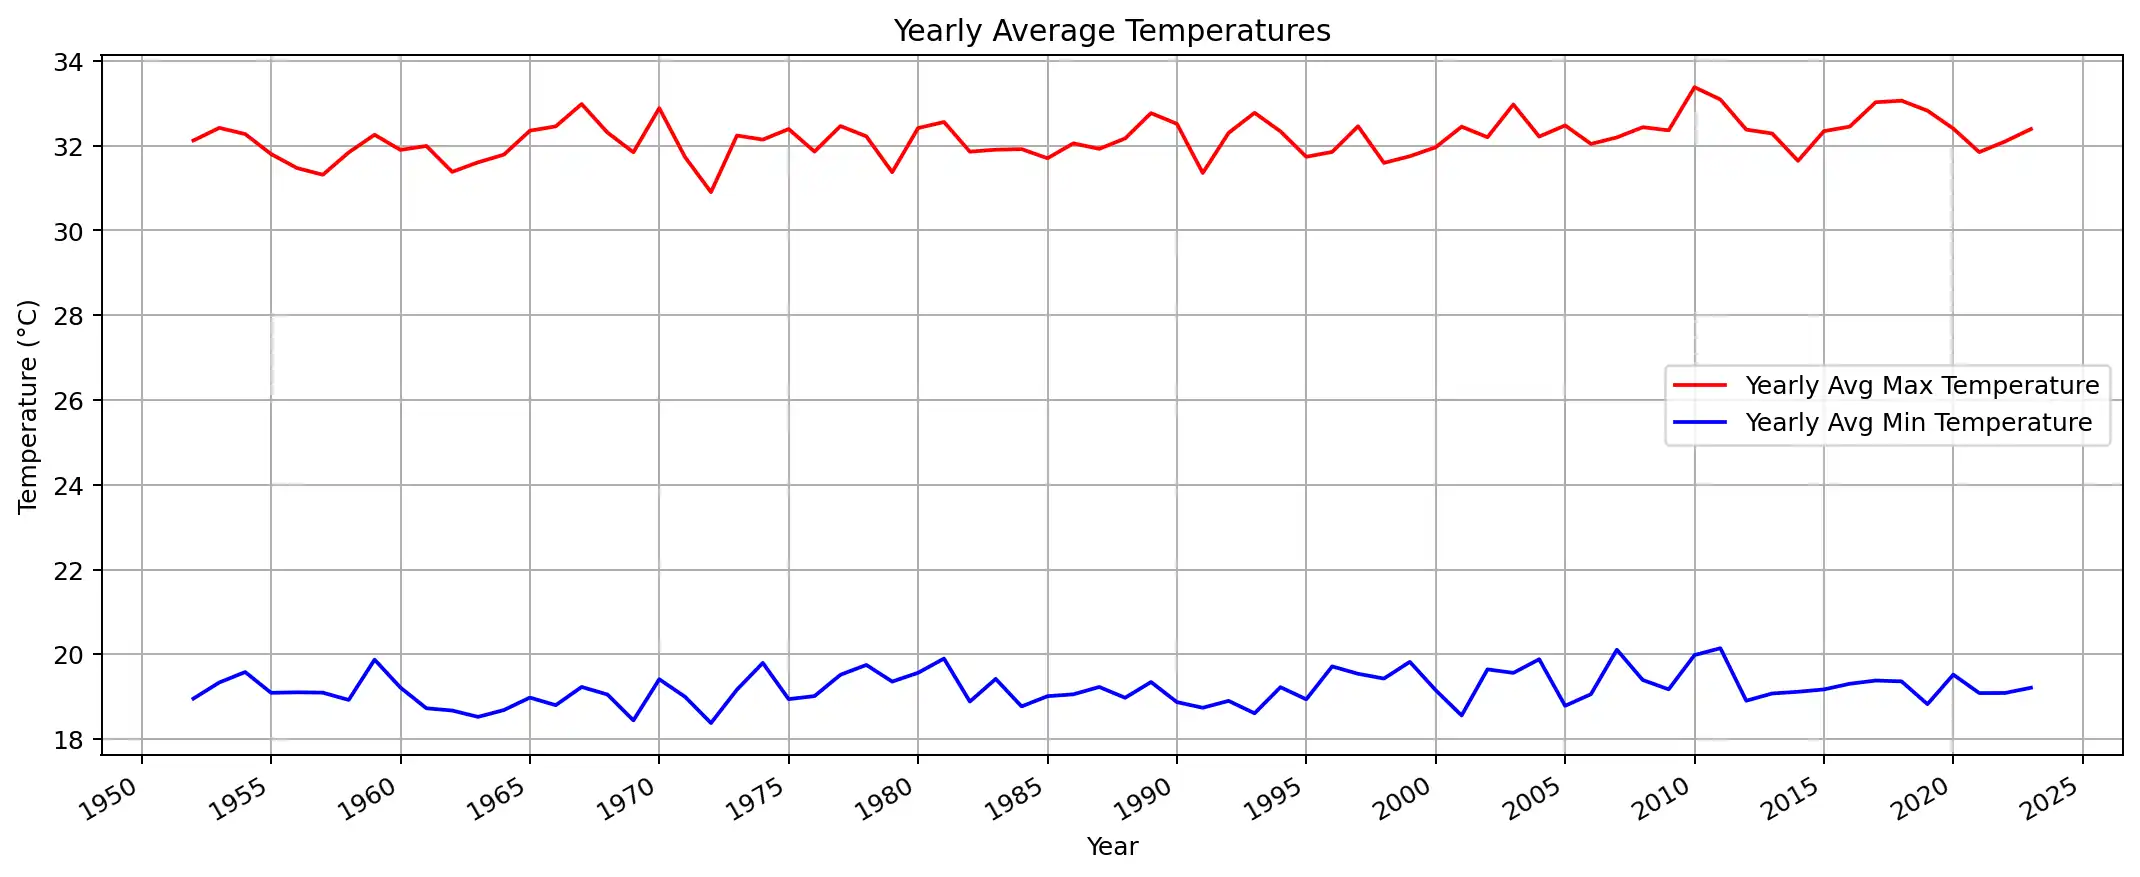 Yearly Average Temperatures
34
32
30
28
26
24
22
20
18
Temperature (°C)
Yearly Avg Max Temperature
Yearly Avg Min Temperature
1950 1955 1960 1965 1970 1975 1980 1985 1990 1995 2000 2005 2010 2015 2020 2025
Year